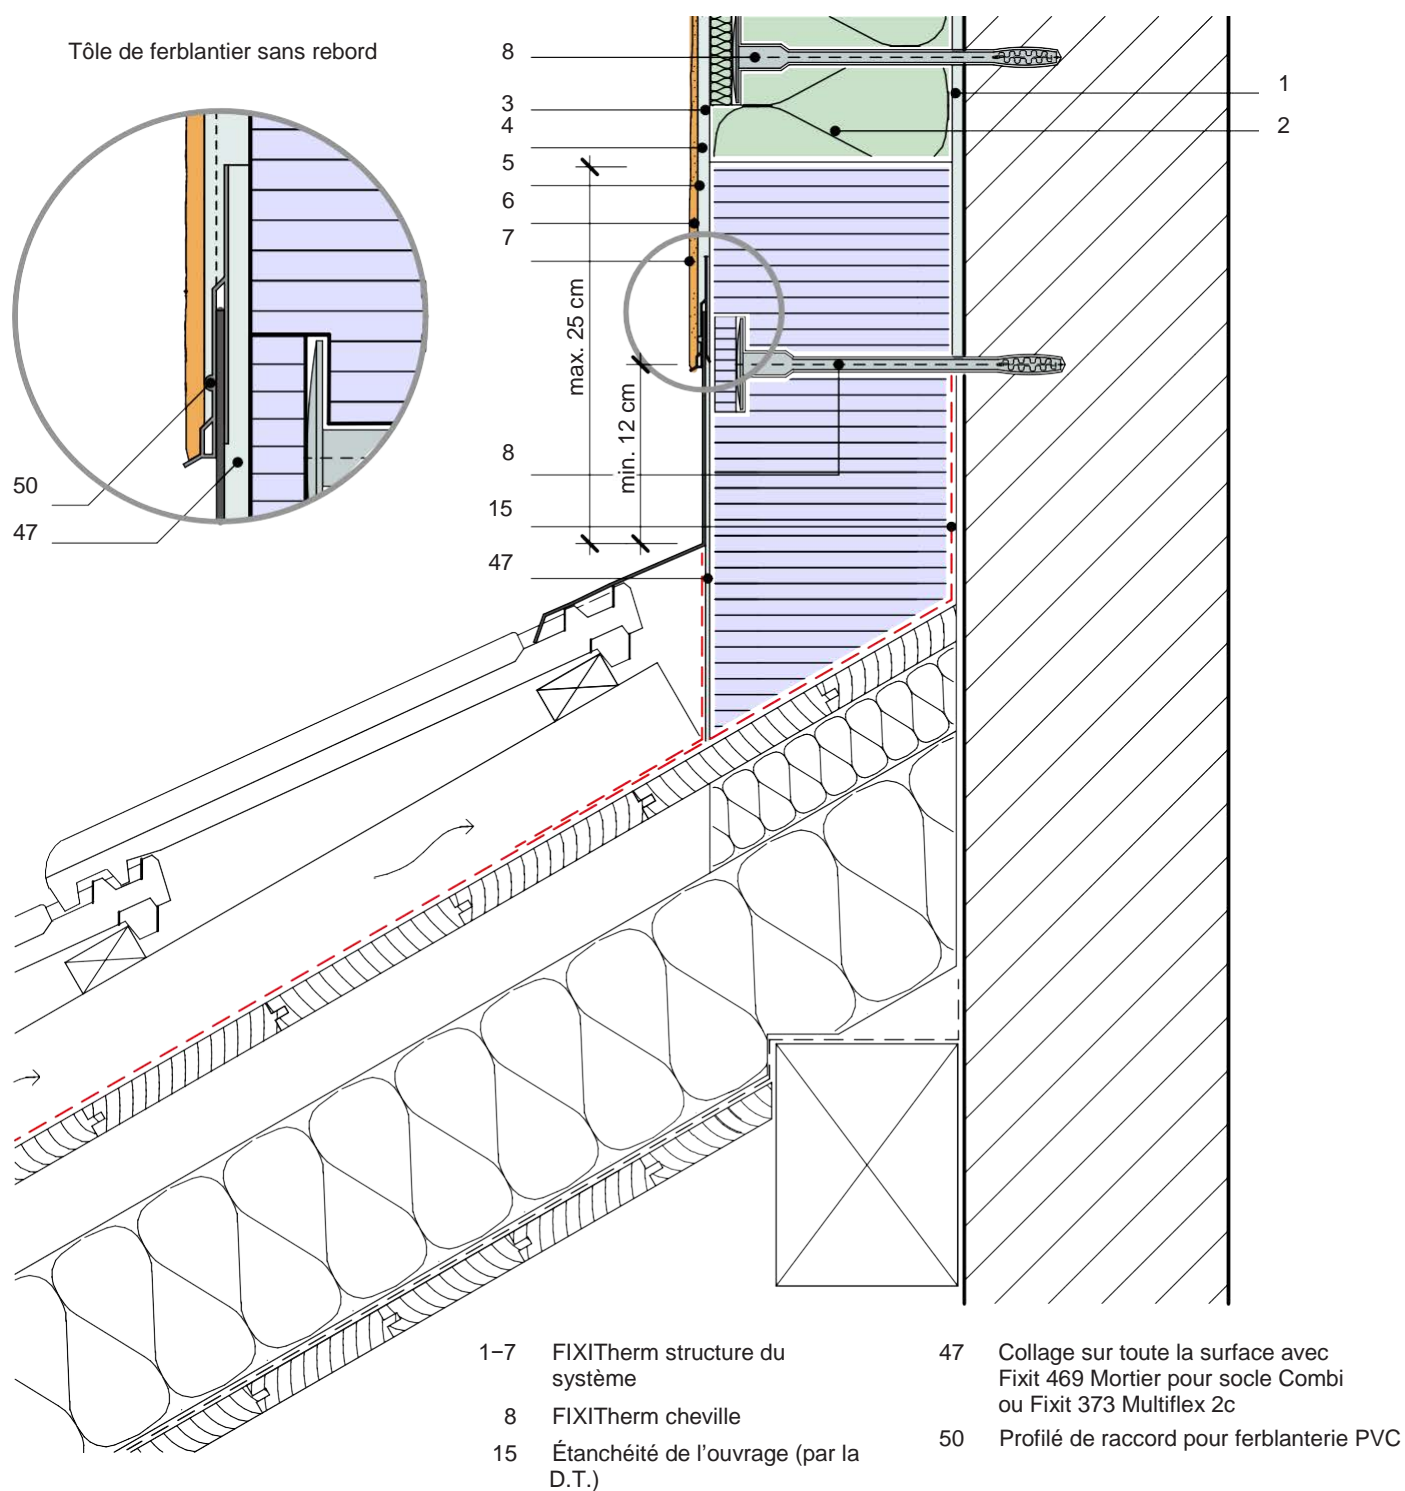 Tôle de ferblantier sans rebord
8
3
4
5
6
7
1
2
max. 25 cm
min. 12 cm
50
47
8
15
47
1–7 FIXITherm structure du
système
8 FIXITherm cheville
15 Étanchéité de l'ouvrage (par la
D.T.)
47 Collage sur toute la surface avec
Fixit 469 Mortier pour socle Combi
ou Fixit 373 Multiflex 2c
50 Profilé de raccord pour ferblanterie PVC